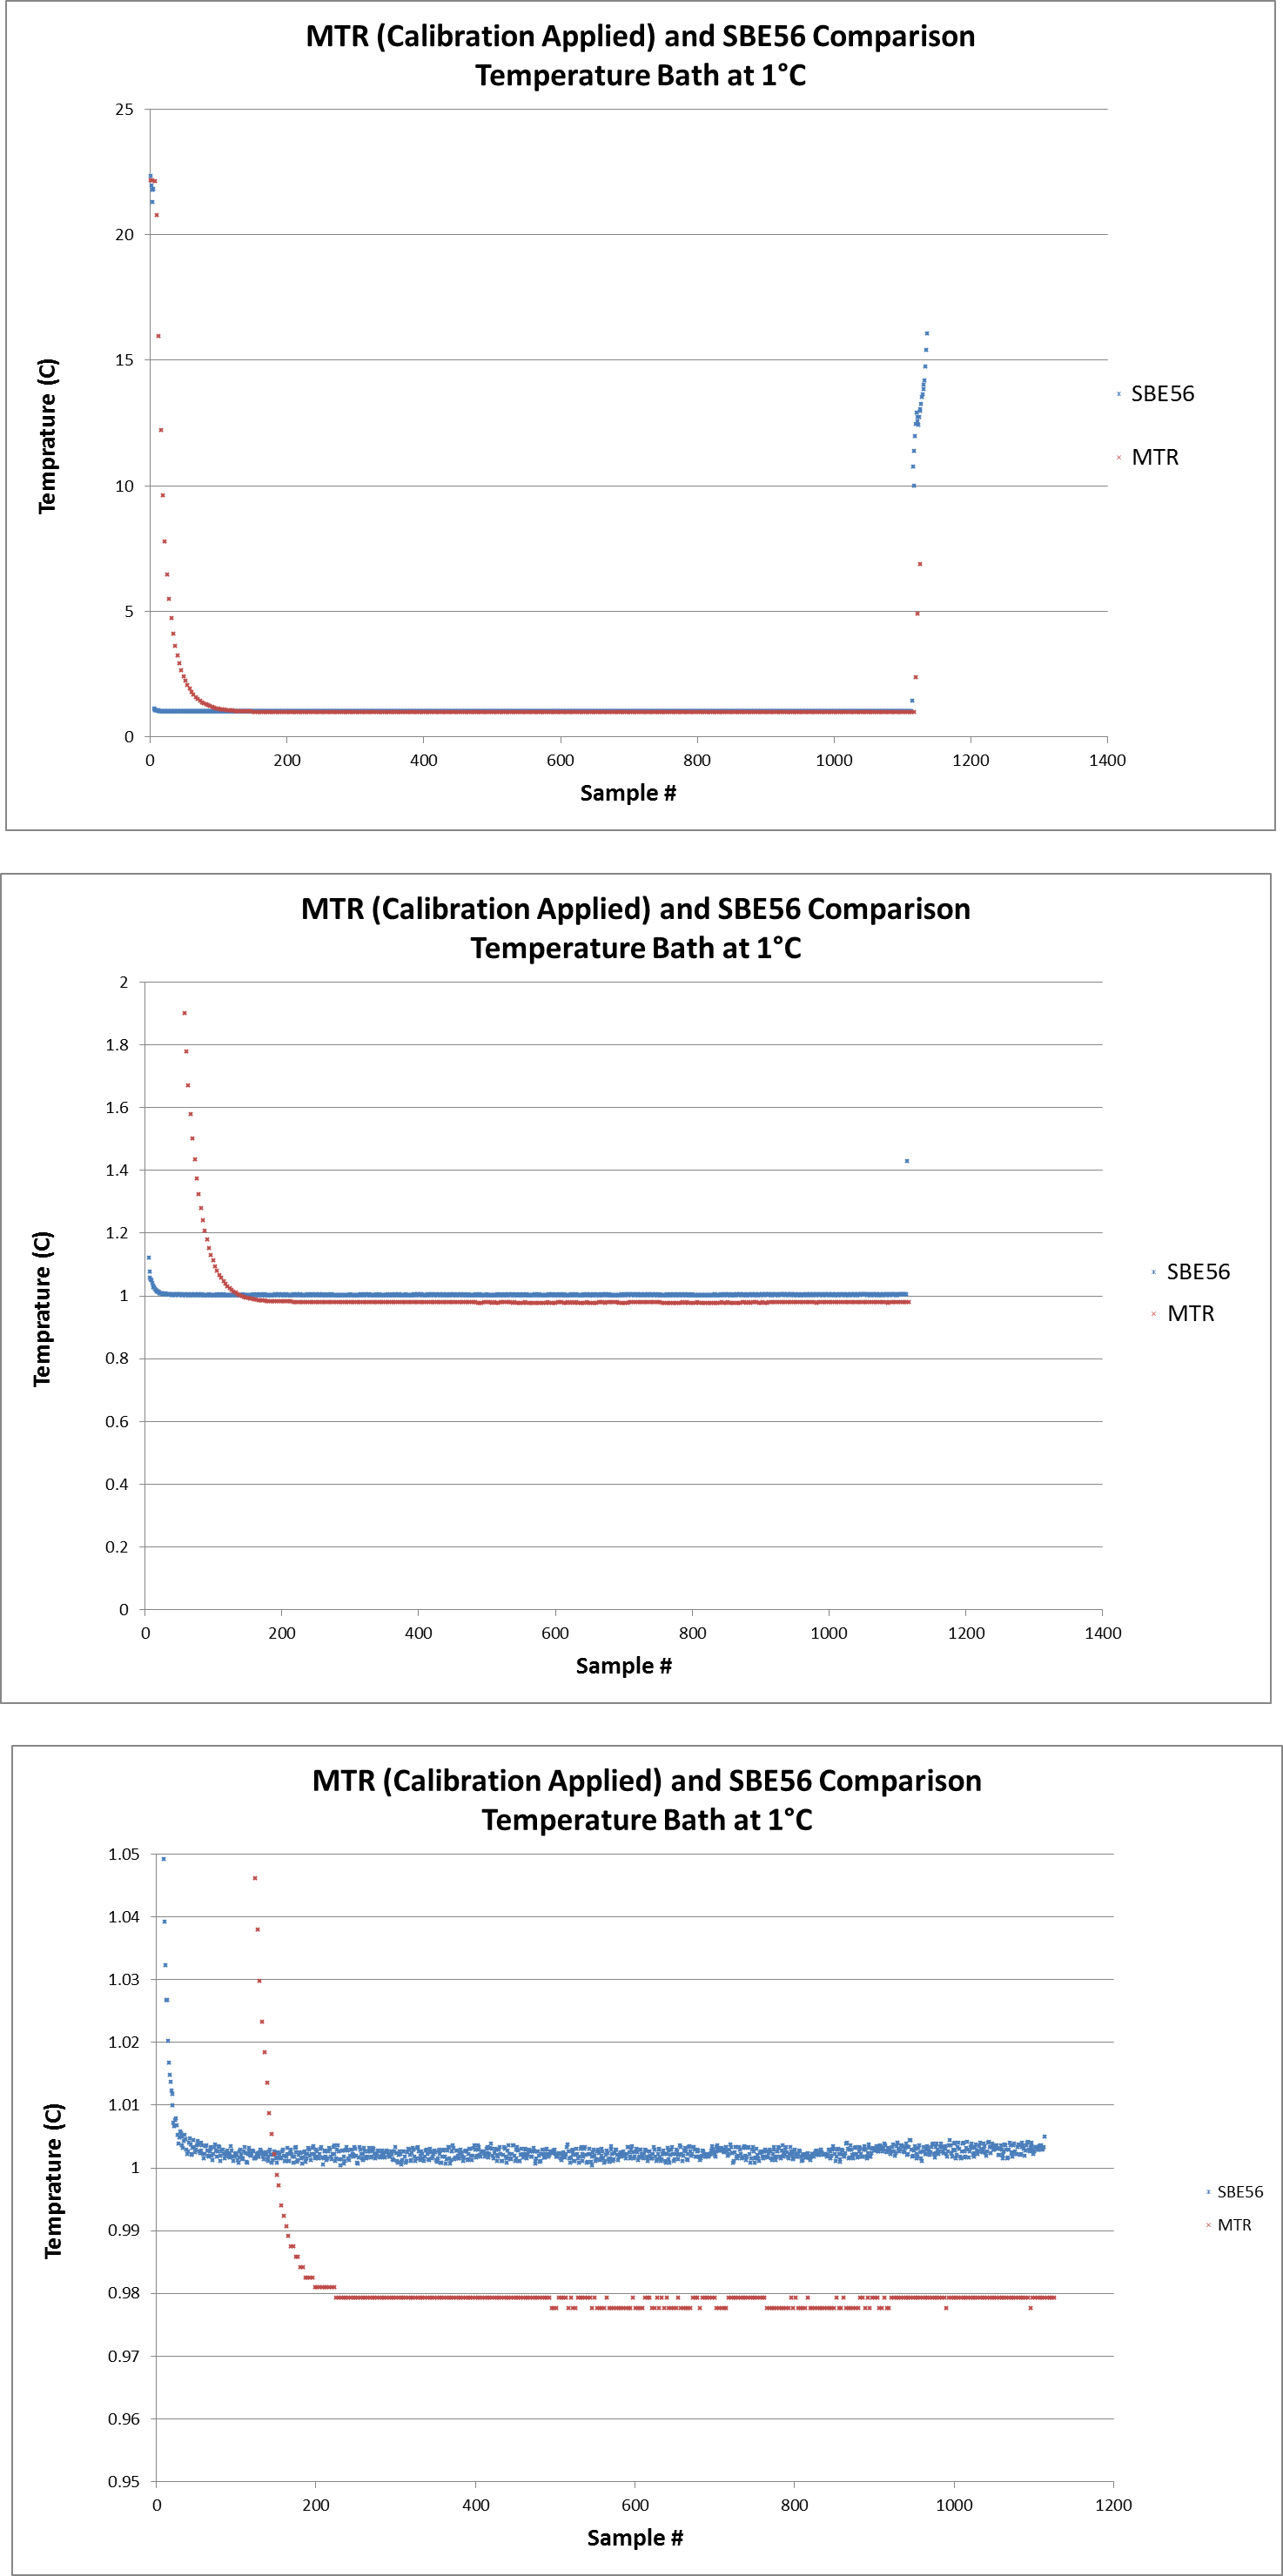 MTR (Calibration Applied) and SBE56 Comparison
Temperature Bath at 1°C
25
20
15
10
5
0
Temprature (C)
0 200 400 600 800 1000 1200 1400
Sample #
SBE56
MTR
MTR (Calibration Applied) and SBE56 Comparison
Temperature Bath at 1°C
2
1.8
1.6
1.4
1.2
1
0.8
0.6
0.4
0.2
0
Temprature (C)
0 200 400 600 800 1000 1200 1400
Sample #
SBE56
MTR
MTR (Calibration Applied) and SBE56 Comparison
Temperature Bath at 1°C
1.05
1.04
1.03
1.02
1.01
1
0.99
0.98
0.97
0.96
0.95
Temprature (C)
0 200 400 600 800 1000 1200
Sample #
SBE56
MTR